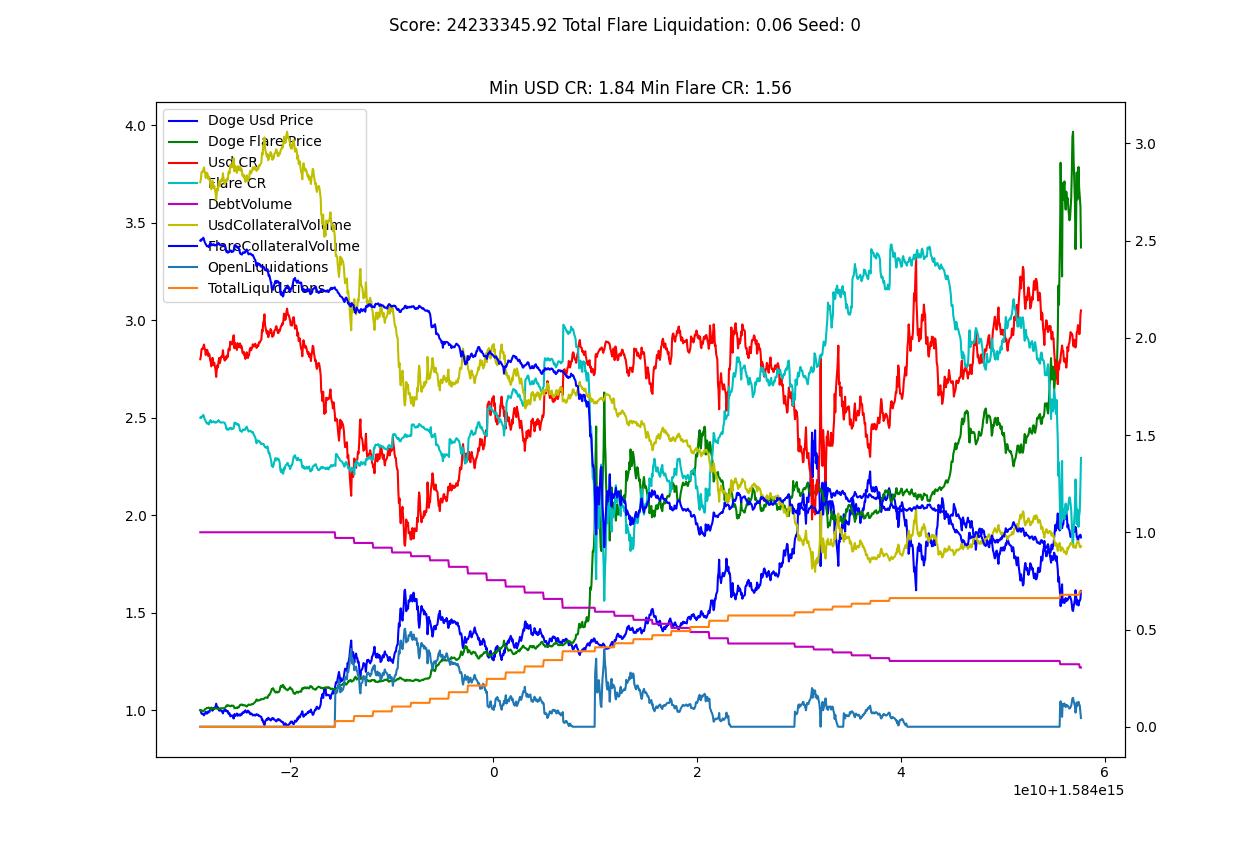 Score: 24233345.92 Total Flare Liquidation: 0.06 Seed: 0
Min USD CR: 1.84 Min Flare CR: 1.56
Doge Usd Price
Doge Flare Price
Usd CR
Flare CR
DebtVolume
UsdCollateralVolume
FlareCollateralVolume
OpenLiquidations
TotalLiquidations
4.0
3.5
3.0
2.5
2.0
1.5
1.0
3.0
2.5
2.0
1.5
1.0
0.5
0.0
−2
0
2
4
6
1e10+1.584e15